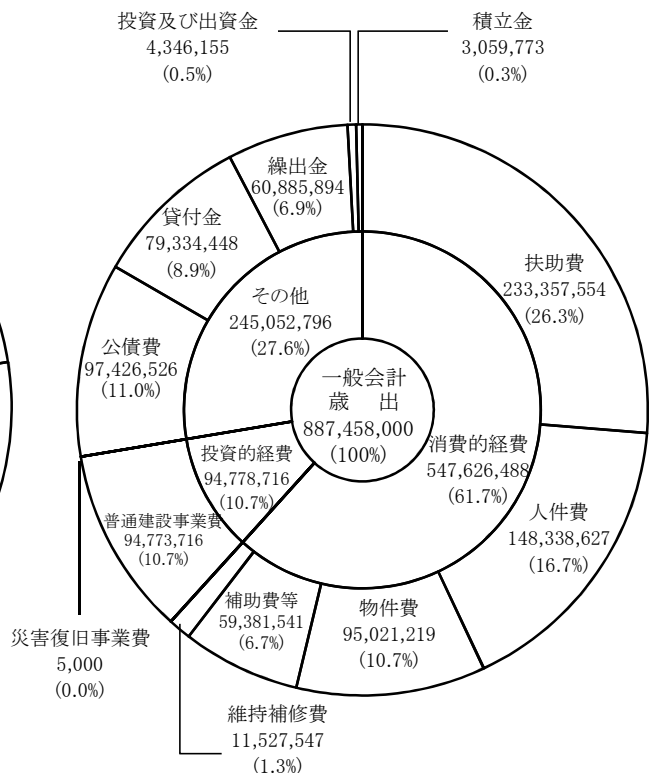 投資及び出資金
4,346,155
(0.5%)
積立金
3,059,773
(0.3%)
繰出金
60,885,894
(6.9%)
貸付金
79,334,448
(8.9%)
扶助費
233,357,554
(26.3%)
その他
245,052,796
(27.6%)
公債費
97,426,526
(11.0%)
一般会計
歳 出
887,458,000
(100%)
消費的経費
547,626,488
(61.7%)
投資的経費
94,778,716
(10.7%)
普通建設事業費
94,773,716
(10.7%)
人件費
148,338,627
(16.7%)
補助費等
59,381,541
(6.7%)
物件費
95,021,219
(10.7%)
災害復旧事業費
5,000
(0.0%)
維持補修費
11,527,547
(1.3%)